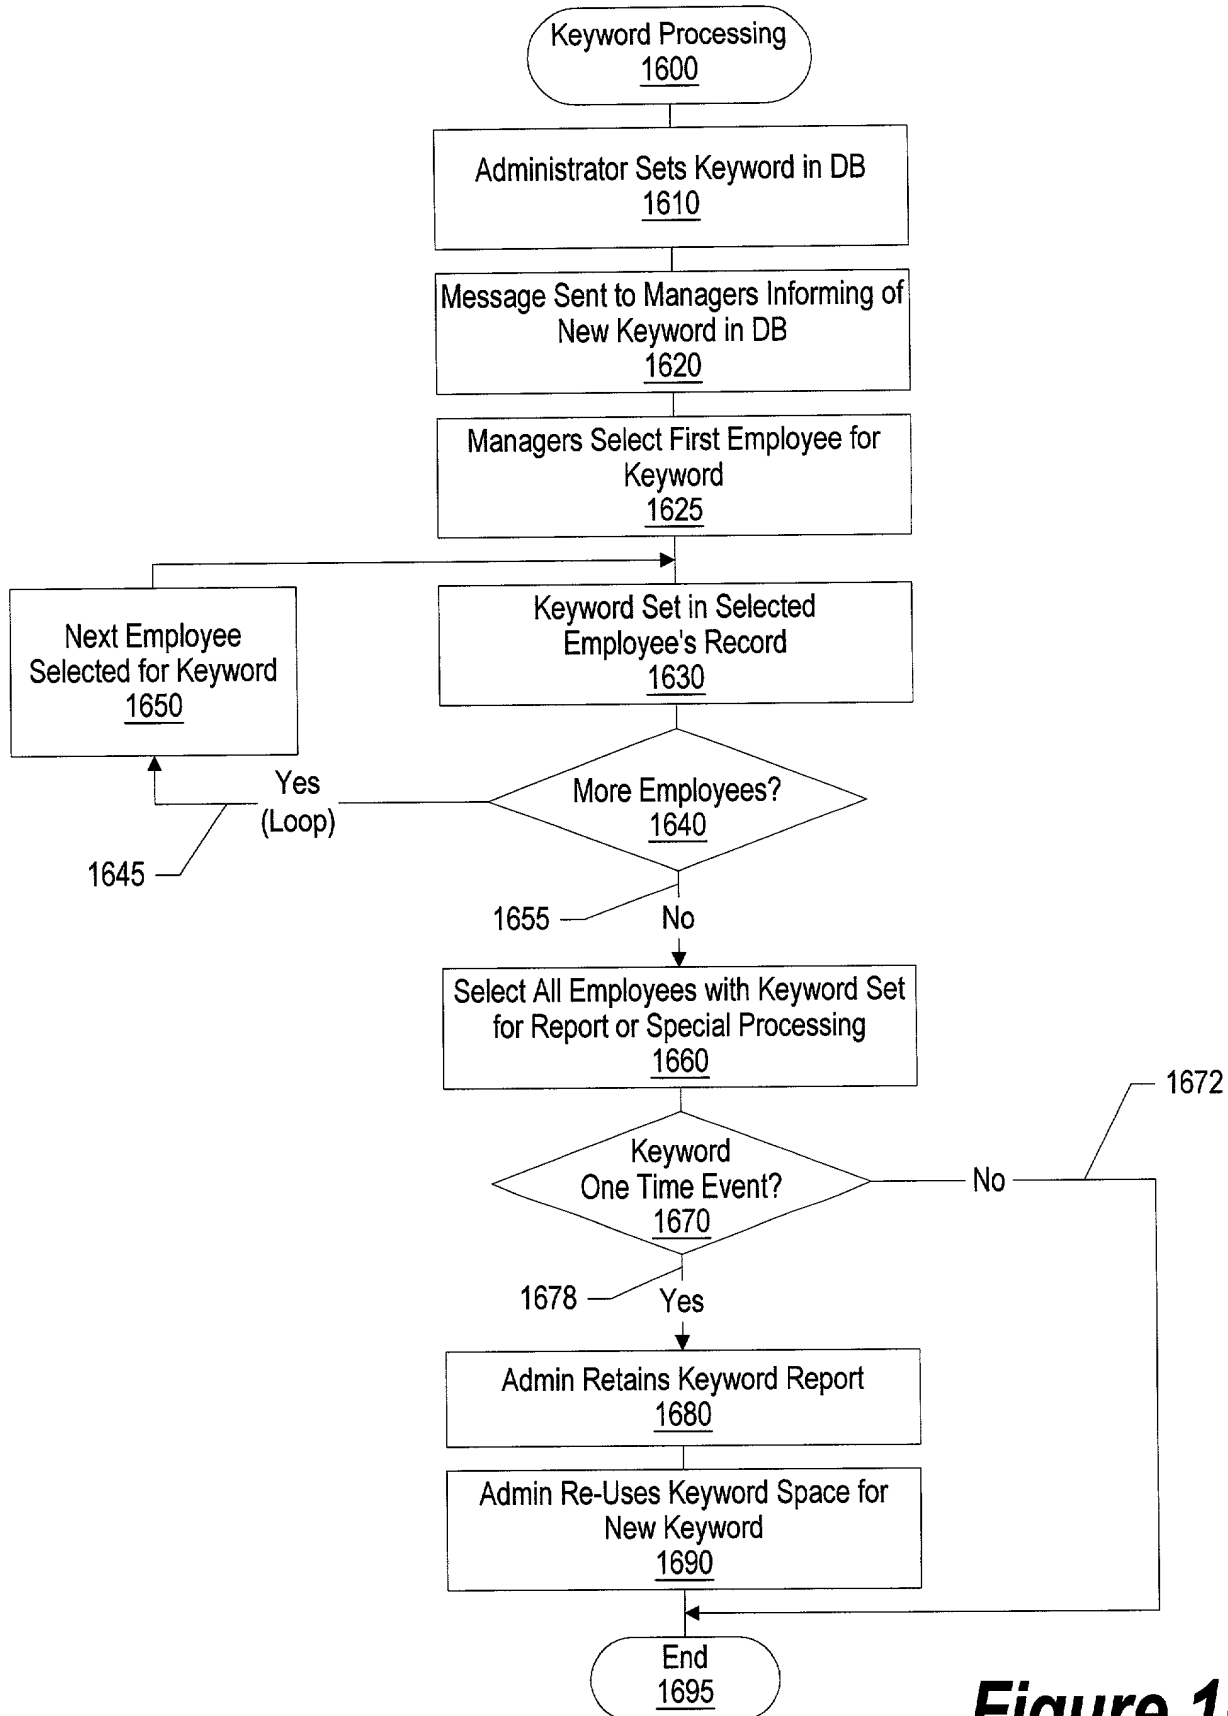 Keyword Processing
1600
Administrator Sets Keyword in DB
1610
Message Sent to Managers Informing of
New Keyword in DB
1620
Managers Select First Employee for
Keyword
1625
Next Employee
Selected for Keyword
1650
Keyword Set in Selected
Employee's Record
1630
Yes
(Loop)
1645
More Employees?
1640
1655
No
Select All Employees with Keyword Set
for Report or Special Processing
1660
1672
Keyword
One Time Event?
1670
No
1678
Yes
Admin Retains Keyword Report
1680
Admin Re-Uses Keyword Space for
New Keyword
1690
End
1695
Figure